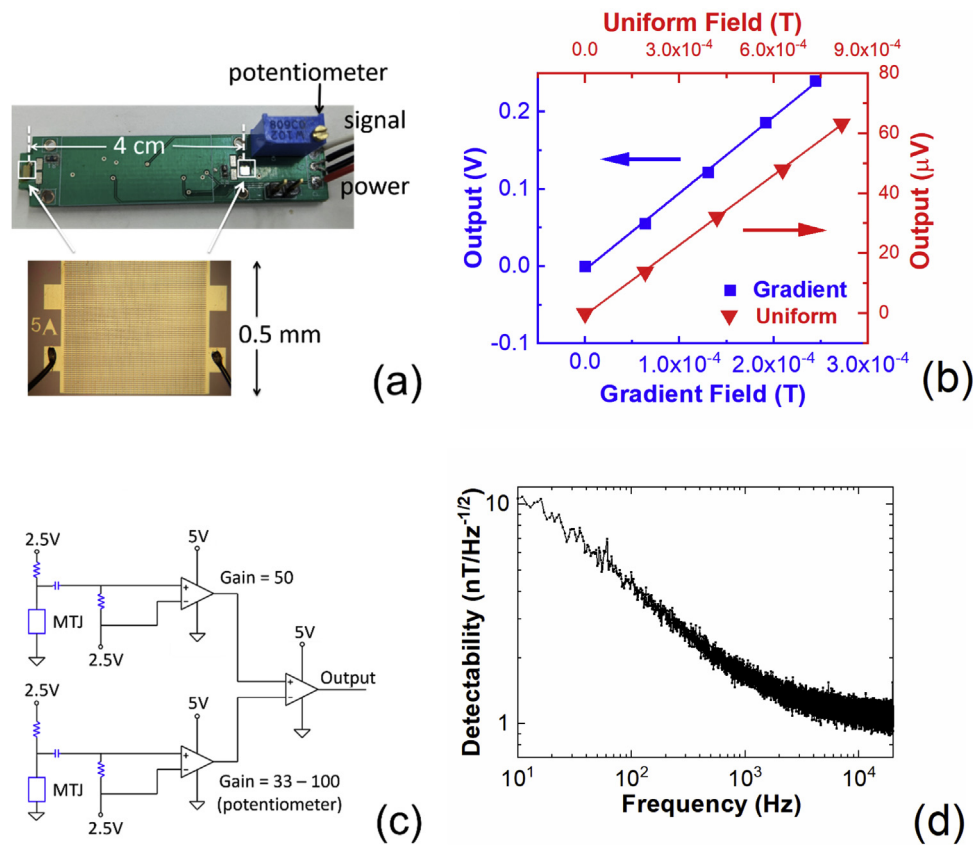 potentiometer
signal
power
4 cm
W102
5A
0.5 mm
(a)
Uniform Field (T)
0.0 3.0x10⁻⁴ 6.0x10⁻⁴ 9.0x10⁻⁴
Output (V)
0.2
0.1
0.0
-0.1
80
60
40
20
0
Output (μV)
Gradient
Uniform
0.0 1.0x10⁻⁴ 2.0x10⁻⁴ 3.0x10⁻⁴
Gradient Field (T)
(b)
2.5V
5V
Gain = 50
MTJ
2.5V
5V
Output
2.5V
5V
MTJ
Gain = 33 – 100
(potentiometer)
2.5V
(c)
Detectability (nT/Hz⁻¹ᐟ²)
10
1
10¹ 10² 10³ 10⁴
Frequency (Hz)
(d)